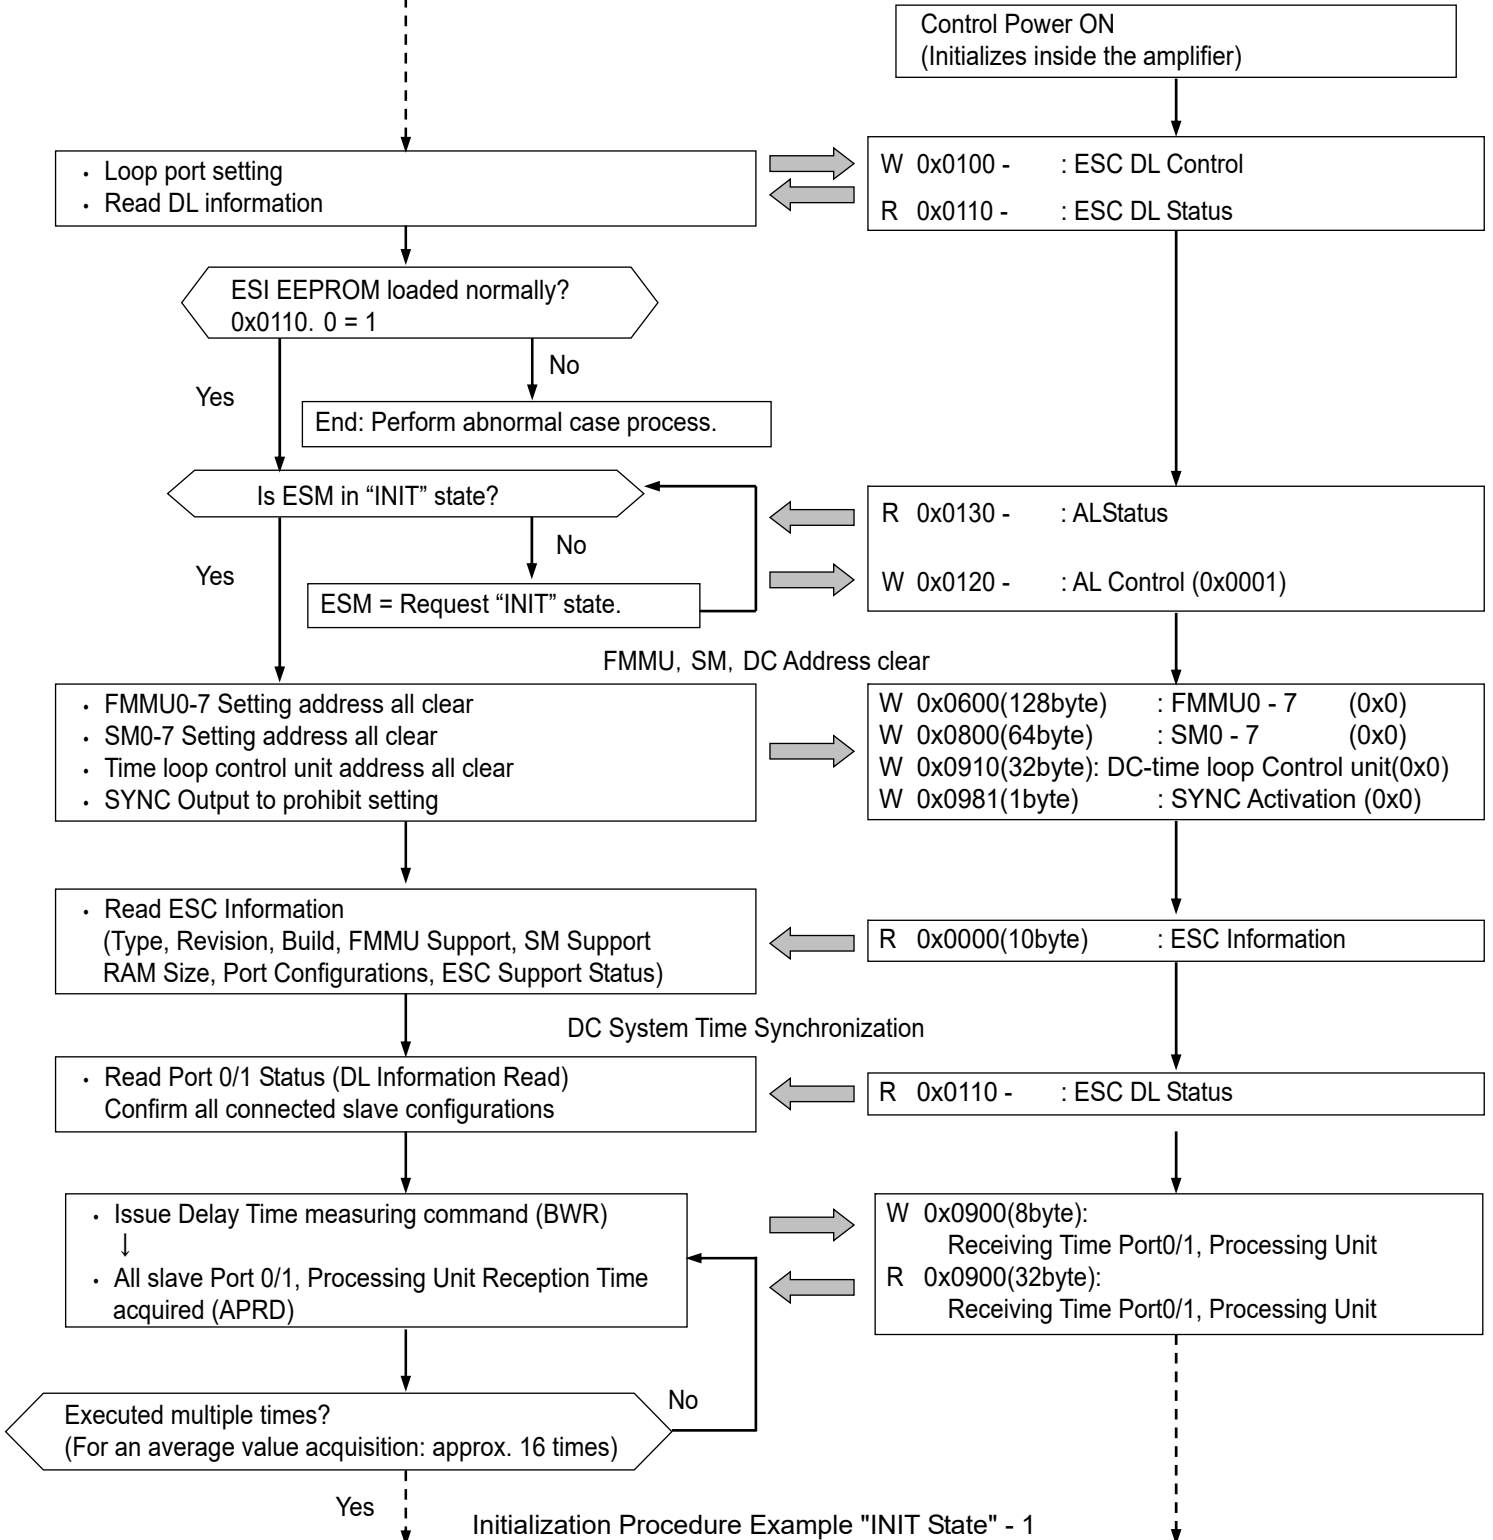 Control Power ON
(Initializes inside the amplifier)
・ Loop port setting
・ Read DL information
W 0x0100 - : ESC DL Control
R 0x0110 - : ESC DL Status
ESI EEPROM loaded normally?
0x0110. 0 = 1
No
Yes
End: Perform abnormal case process.
Is ESM in “INIT” state?
No
Yes
ESM = Request “INIT” state.
R 0x0130 - : ALStatus
W 0x0120 - : AL Control (0x0001)
FMMU, SM, DC Address clear
・ FMMU0-7 Setting address all clear
・ SM0-7 Setting address all clear
・ Time loop control unit address all clear
・ SYNC Output to prohibit setting
W 0x0600(128byte) : FMMU0 - 7 (0x0)
W 0x0800(64byte) : SM0 - 7 (0x0)
W 0x0910(32byte): DC-time loop Control unit(0x0)
W 0x0981(1byte) : SYNC Activation (0x0)
・ Read ESC Information
(Type, Revision, Build, FMMU Support, SM Support
RAM Size, Port Configurations, ESC Support Status)
R 0x0000(10byte) : ESC Information
DC System Time Synchronization
・ Read Port 0/1 Status (DL Information Read)
Confirm all connected slave configurations
R 0x0110 - : ESC DL Status
・ Issue Delay Time measuring command (BWR)
↓
・ All slave Port 0/1, Processing Unit Reception Time
acquired (APRD)
W 0x0900(8byte):
Receiving Time Port0/1, Processing Unit
R 0x0900(32byte):
Receiving Time Port0/1, Processing Unit
Executed multiple times?
(For an average value acquisition: approx. 16 times)
No
Yes
Initialization Procedure Example "INIT State" - 1